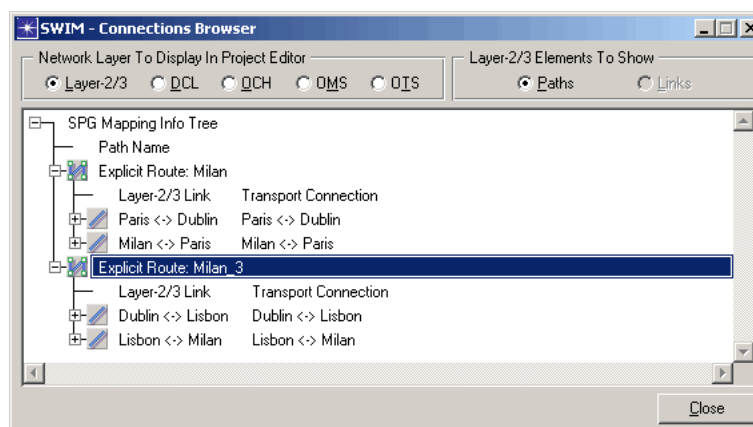 SWIM - Connections Browser
Network Layer To Display In Project Editor
Layer-2/3 DCL OCH OMS OTS
Layer-2/3 Elements To Show
Paths Links
SPG Mapping Info Tree
Path Name
Explicit Route: Milan
Layer-2/3 Link Transport Connection
Paris <-> Dublin Paris <-> Dublin
Milan <-> Paris Milan <-> Paris
Explicit Route: Milan_3
Layer-2/3 Link Transport Connection
Dublin <-> Lisbon Dublin <-> Lisbon
Lisbon <-> Milan Lisbon <-> Milan
Close